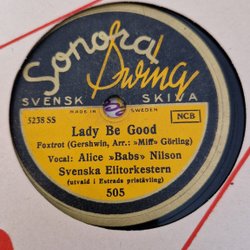 Sonora
Swing
SVENSK SKIVA
MADE IN SWEDEN
5238 SS
NCB
Lady Be Good
Foxtrot (Gershwin, Arr.: »Miff» Görling)
Vocal: Alice »Babs» Nilson
Svenska Elitorkestern
(utvald i Estrads pristävling)
505